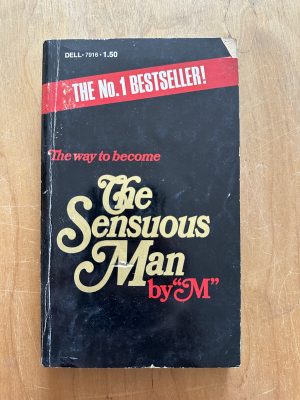 DELL • 7916 • 1.50
THE No. 1 BESTSELLER!
The way to become
The
Sensuous
Man
by "M"